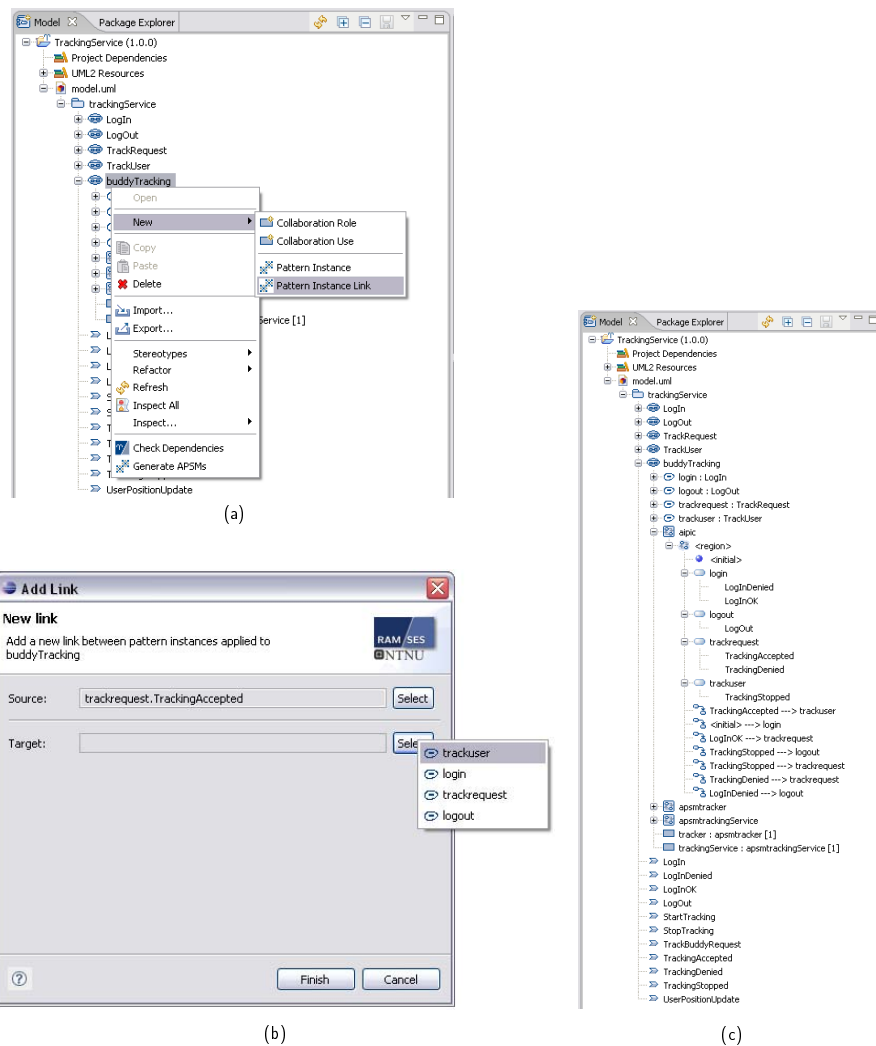 Model Package Explorer
TrackingService (1.0.0)
Project Dependencies
UML2 Resources
model.uml
trackingService
LogIn
LogOut
TrackRequest
TrackUser
buddyTracking
Open
New
Copy
Paste
Delete
Import...
Export...
Stereotypes
Refactor
Refresh
Inspect All
Inspect...
Check Dependencies
Generate APSMs
Collaboration Role
Collaboration Use
Pattern Instance
Pattern Instance Link
Service [1]
UserPositionUpdate
(a)
Add Link
New link
Add a new link between pattern instances applied to
buddyTracking
RAM SES
NTNU
Source: trackrequest.TrackingAccepted Select
Target: Select
trackuser
login
trackrequest
logout
Finish Cancel
(b)
Model Package Explorer
TrackingService (1.0.0)
Project Dependencies
UML2 Resources
model.uml
trackingService
LogIn
LogOut
TrackRequest
TrackUser
buddyTracking
login : LogIn
logout : LogOut
trackrequest : TrackRequest
trackuser : TrackUser
aipic
<region>
<initial>
login
LogInDenied
LogInOK
logout
LogOut
trackrequest
TrackingAccepted
TrackingDenied
trackuser
TrackingStopped
TrackingAccepted ---> trackuser
<initial> ---> login
LogInOK ---> trackrequest
TrackingStopped ---> logout
TrackingStopped ---> trackrequest
TrackingDenied ---> trackrequest
LogInDenied ---> logout
apsmtracker
apsmtrackingService
tracker : apsmtracker [1]
trackingService : apsmtrackingService [1]
LogIn
LogInDenied
LogInOK
LogOut
StartTracking
StopTracking
TrackBuddyRequest
TrackingAccepted
TrackingDenied
TrackingStopped
UserPositionUpdate
(c)